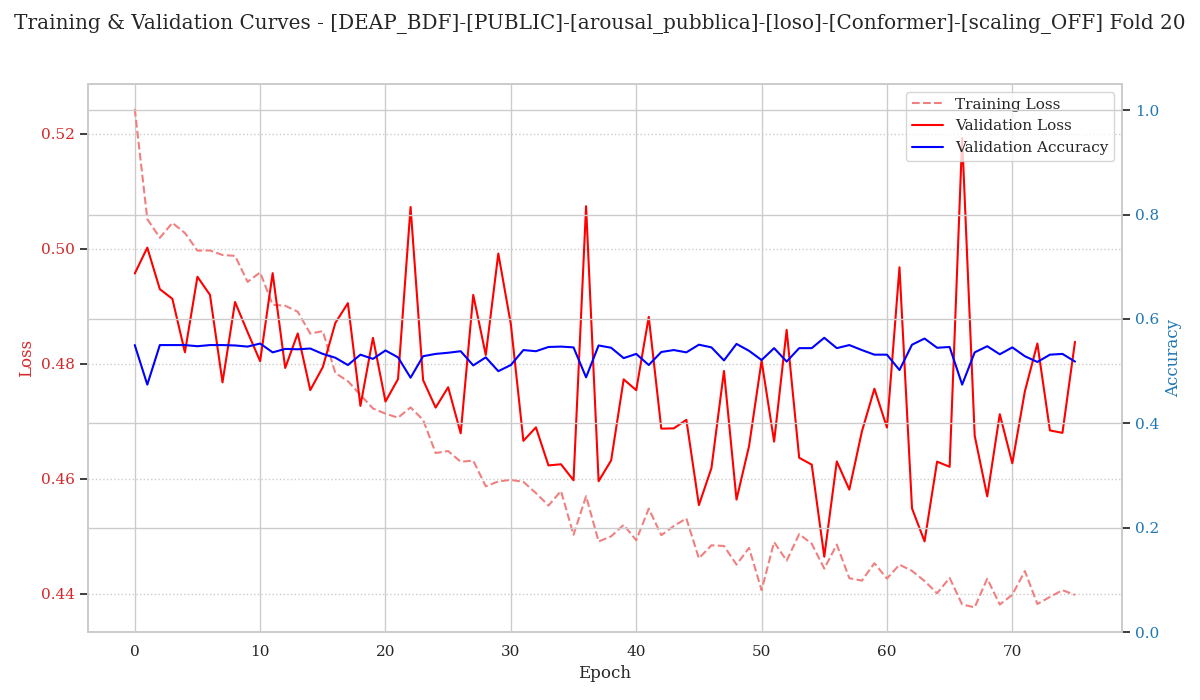 Training & Validation Curves - [DEAP_BDF]-[PUBLIC]-[arousal_pubblica]-[loso]-[Conformer]-[scaling_OFF] Fold 20
Training Loss
Validation Loss
Validation Accuracy
0.52
0.50
0.48
0.46
0.44
Loss
1.0
0.8
0.6
0.4
0.2
0.0
Accuracy
0 10 20 30 40 50 60 70
Epoch